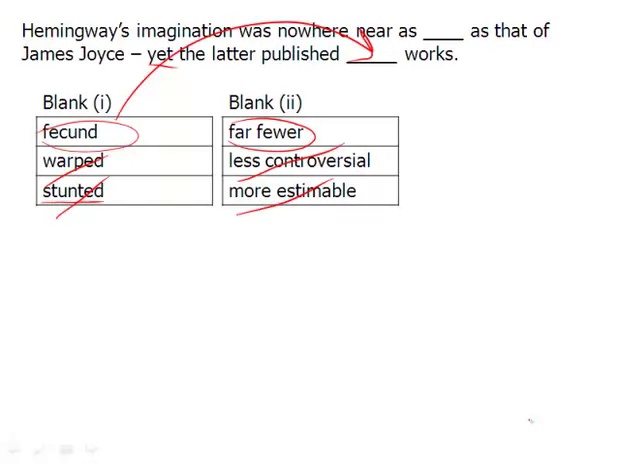 Hemingway's imagination was nowhere near as ____ as that of
James Joyce – yet the latter published _____ works.
Blank (i) Blank (ii)
fecund far fewer
warped less controversial
stunted more estimable